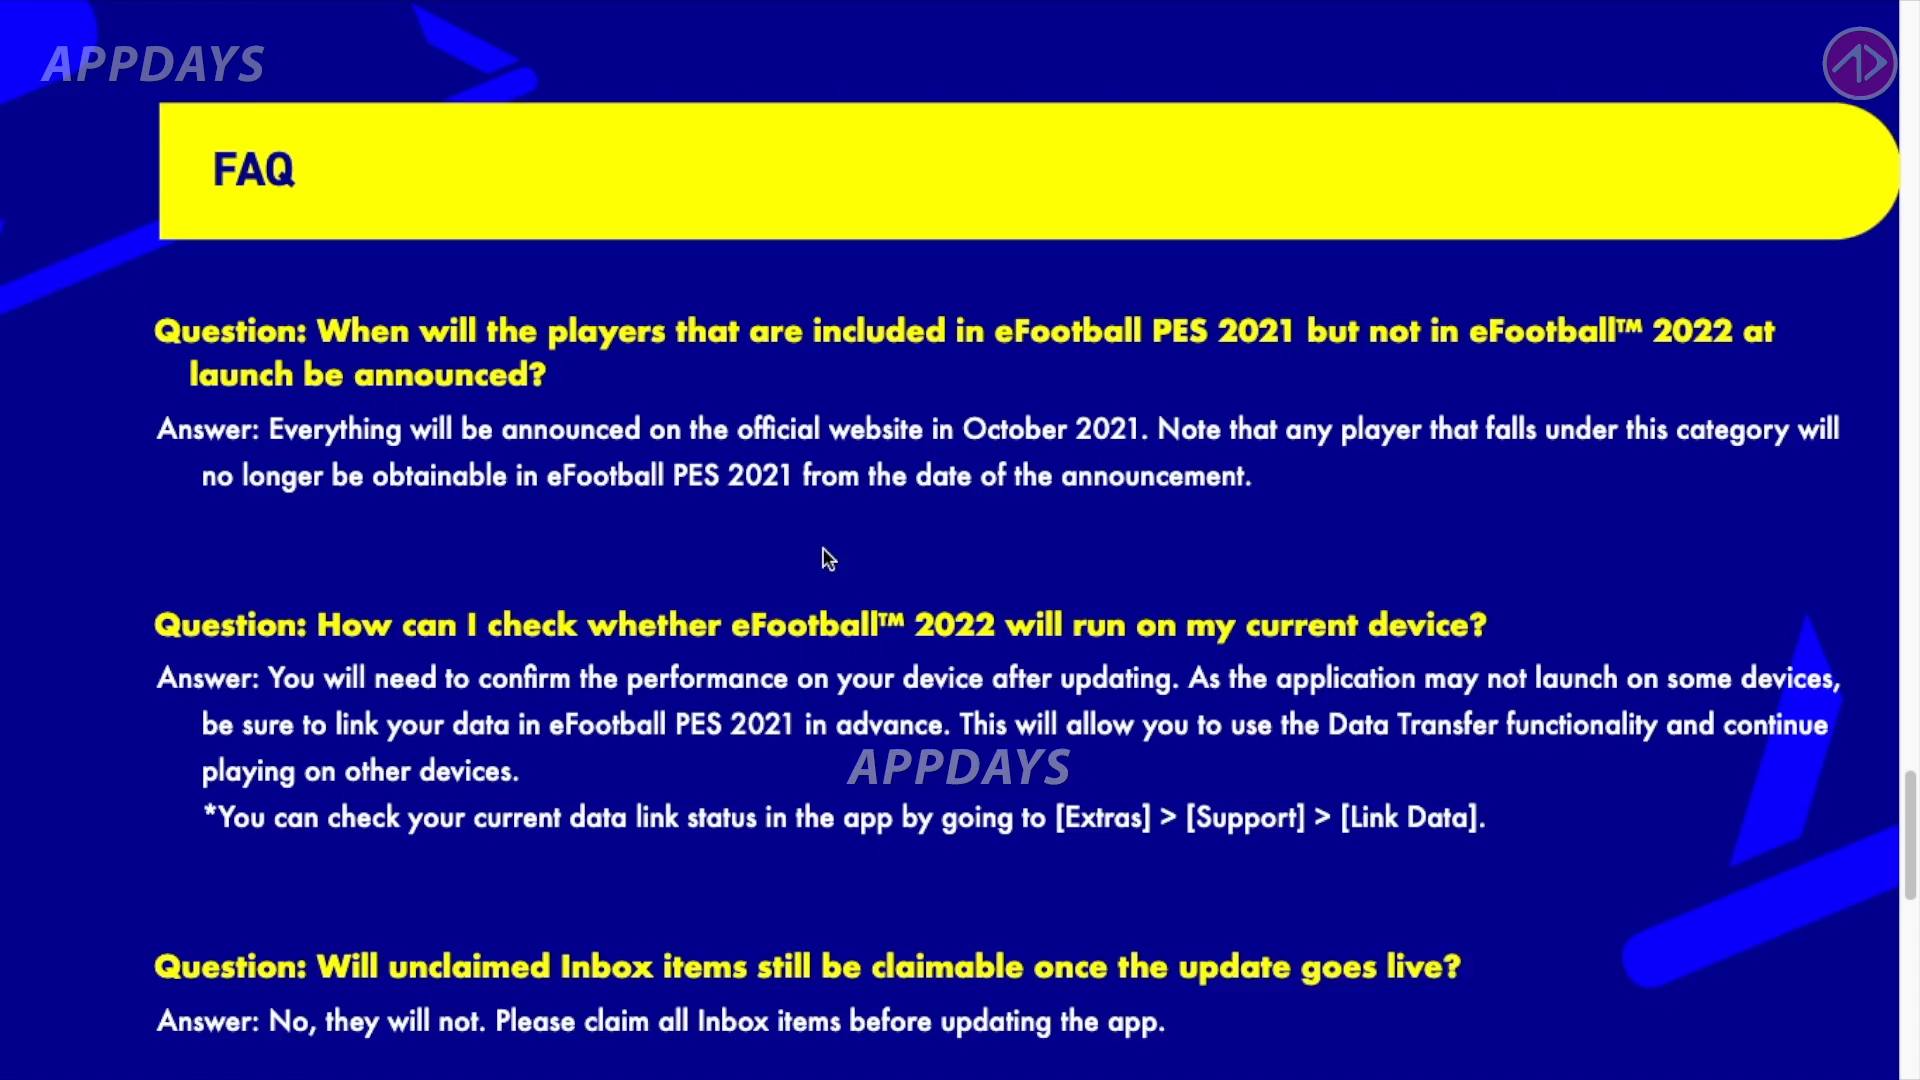 APPDAYS
FAQ
Question: When will the players that are included in eFootball PES 2021 but not in eFootball™ 2022 at
launch be announced?
Answer: Everything will be announced on the official website in October 2021. Note that any player that falls under this category will
no longer be obtainable in eFootball PES 2021 from the date of the announcement.
Question: How can I check whether eFootball™ 2022 will run on my current device?
Answer: You will need to confirm the performance on your device after updating. As the application may not launch on some devices,
be sure to link your data in eFootball PES 2021 in advance. This will allow you to use the Data Transfer functionality and continue
playing on other devices.
APPDAYS
*You can check your current data link status in the app by going to [Extras] > [Support] > [Link Data].
Question: Will unclaimed Inbox items still be claimable once the update goes live?
Answer: No, they will not. Please claim all Inbox items before updating the app.